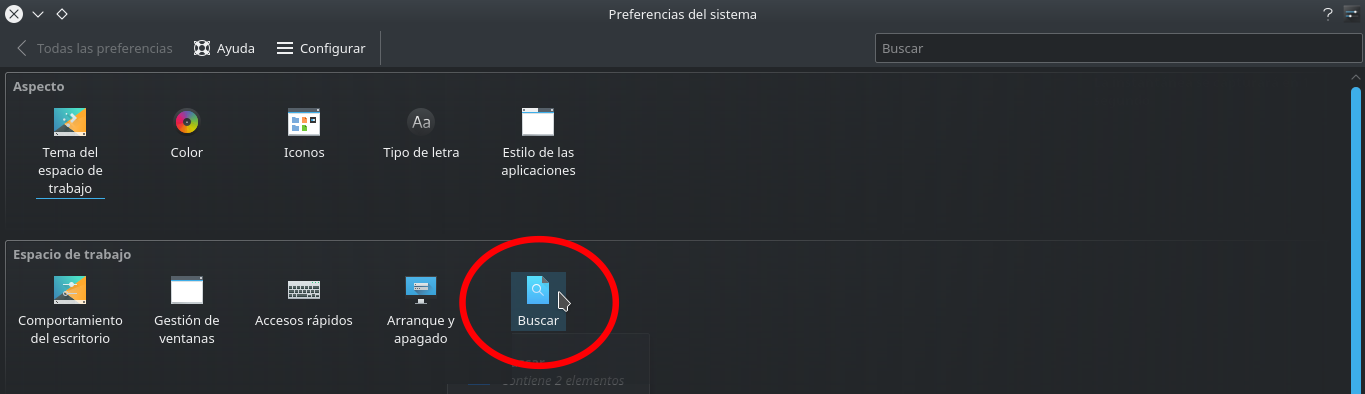 Preferencias del sistema
?
Todas las preferencias Ayuda Configurar Buscar
Aspecto
Tema del
espacio de
trabajo
Color
Iconos
Aa
Tipo de letra
Estilo de las
aplicaciones
Espacio de trabajo
Comportamiento
del escritorio
Gestión de
ventanas
Accesos rápidos
Arranque y
apagado
Buscar
Contiene 2 elementos